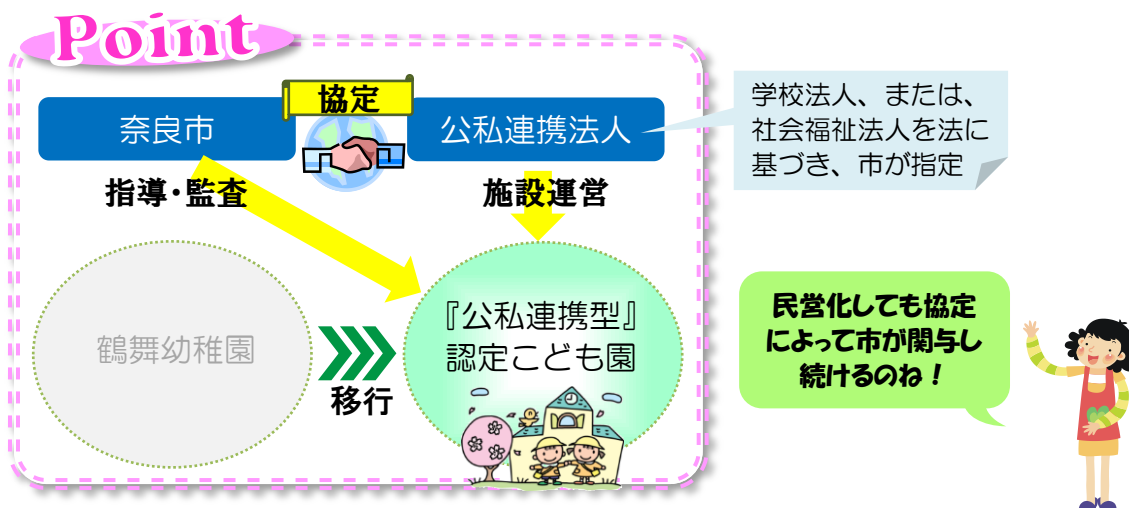 Point
協定
奈良市
公私連携法人
学校法人、または、
社会福祉法人を法に
基づき、市が指定
指導・監査
施設運営
鶴舞幼稚園
移行
『公私連携型』
認定こども園
民営化しても協定
によって市が関与し
続けるのね！